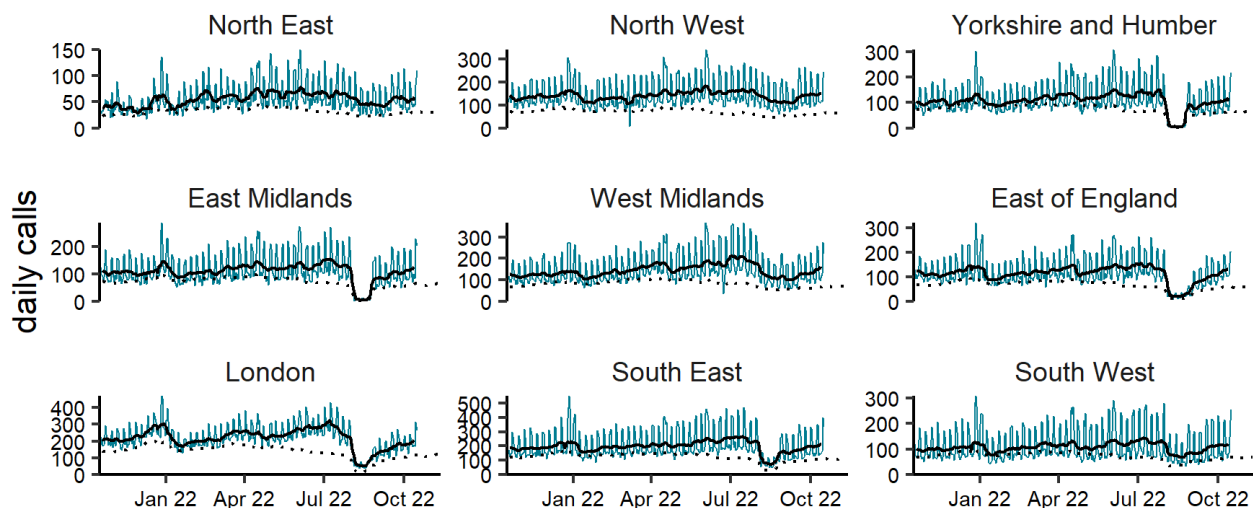 North East North West Yorkshire and Humber
150 300 300
100 200 200
50 100 100
0 0 0
East Midlands West Midlands East of England
200 300 300
100 200 200
0 100 100
0 0
daily calls
London South East South West
400 500 300
300 400 200
200 300 100
100 200 0
0 100
0
Jan 22 Apr 22 Jul 22 Oct 22 Jan 22 Apr 22 Jul 22 Oct 22 Jan 22 Apr 22 Jul 22 Oct 22